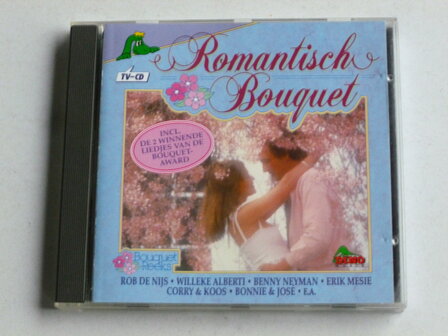 Romantisch
Bouquet
TV-CD
INCL.
DE 2 WINNENDE
LIEDJES VAN DE
BOUQUET-
AWARD
Bouquet
Reeks
DINO
ROB DE NIJS • WILLEKE ALBERTI • BENNY NEYMAN • ERIK MESIE
CORRY & KOOS • BONNIE & JOSÉ • E.A.